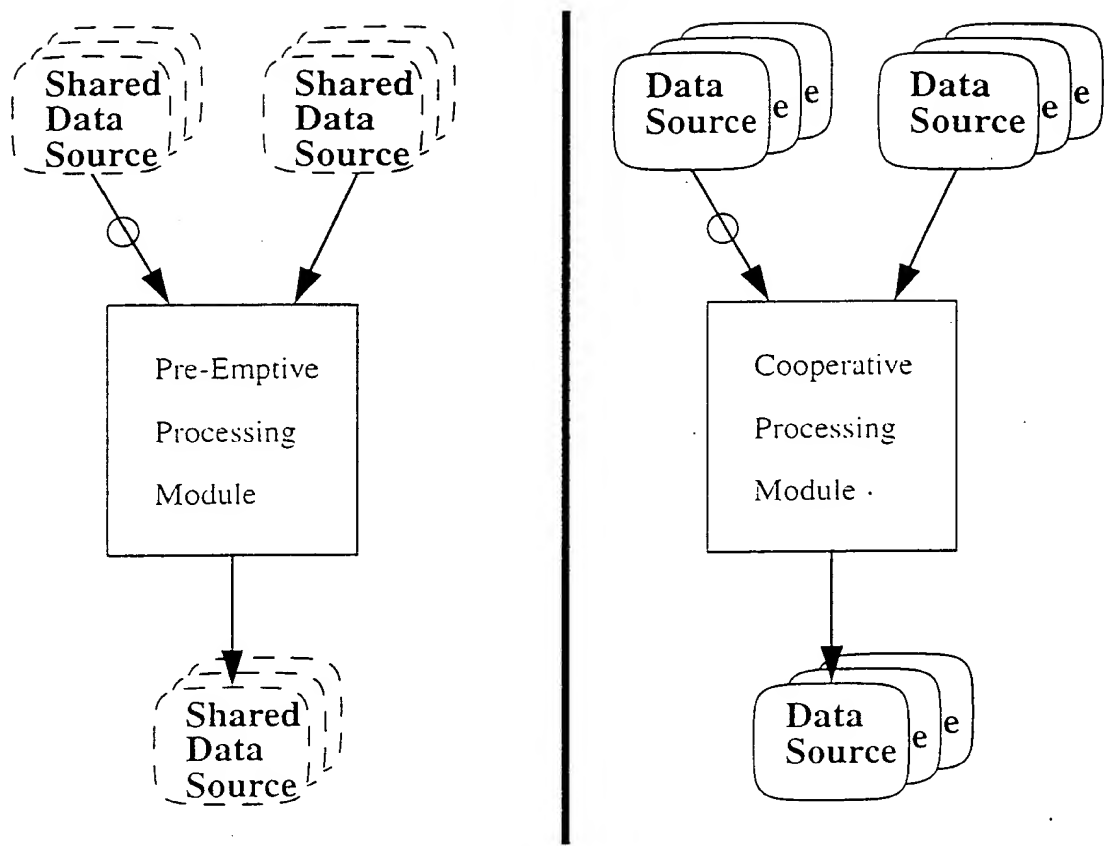 Shared
Data
Source
Shared
Data
Source
Pre-Emptive
Processing
Module
Shared
Data
Source
Data
Source
e
e
Data
Source
e
e
Cooperative
Processing
Module
Data
Source
e
e